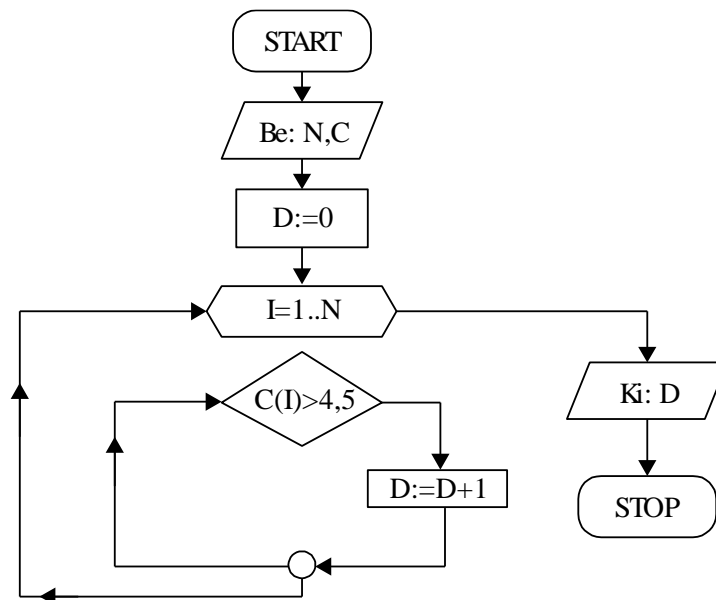 START
Be: N,C
D:=0
I=1..N
C(I)>4,5
Ki: D
D:=D+1
STOP